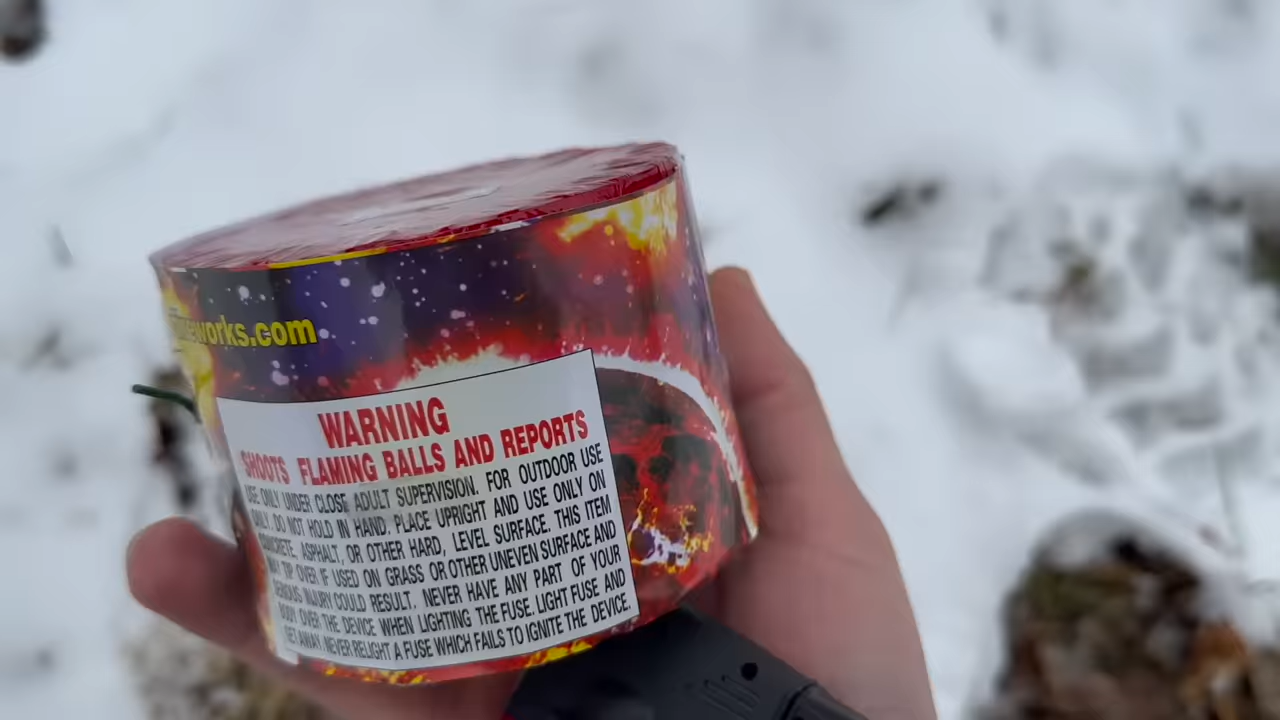 works.com
WARNING
SHOOTS FLAMING BALLS AND REPORTS
USE ONLY UNDER CLOSE ADULT SUPERVISION. FOR OUTDOOR USE
ONLY. DO NOT HOLD IN HAND. PLACE UPRIGHT AND USE ONLY ON
CONCRETE, ASPHALT, OR OTHER HARD, LEVEL SURFACE. THIS ITEM
MAY TIP OVER IF USED ON GRASS OR OTHER UNEVEN SURFACE AND
SERIOUS INJURY COULD RESULT. NEVER HAVE ANY PART OF YOUR
BODY OVER THE DEVICE WHEN LIGHTING THE FUSE. LIGHT FUSE AND
GET AWAY. NEVER RELIGHT A FUSE WHICH FAILS TO IGNITE THE DEVICE.